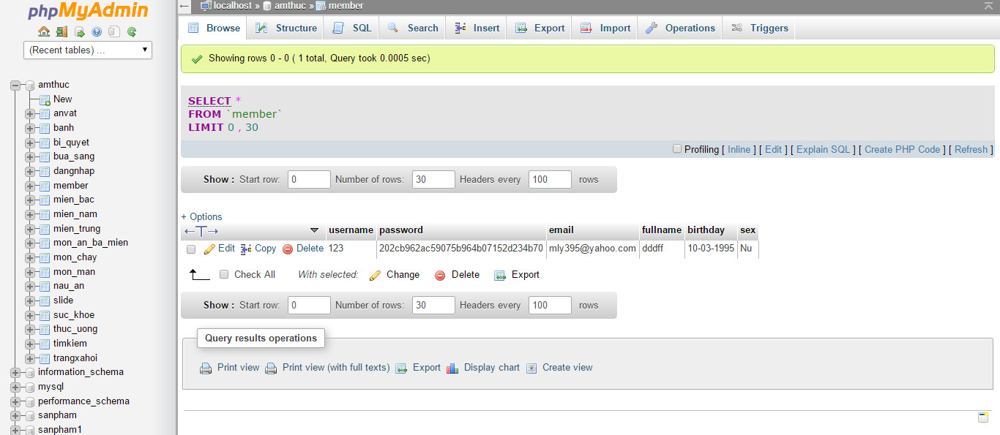 phpMyAdmin
(Recent tables) ...
amthuc
New
anvat
banh
bi_quyet
bua_sang
dangnhap
member
mien_bac
mien_nam
mien_trung
mon_an_ba_mien
mon_chay
mon_man
nau_an
slide
suc_khoe
thuc_uong
timkiem
trangxahoi
information_schema
mysql
performance_schema
sanpham
sanpham1
localhost » amthuc » member
Browse Structure SQL Search Insert Export Import Operations Triggers
Showing rows 0 - 0 ( 1 total, Query took 0.0005 sec)
SELECT *
FROM `member`
LIMIT 0 , 30
Profiling [ Inline ] [ Edit ] [ Explain SQL ] [ Create PHP Code ] [ Refresh ]
Show : Start row: 0 Number of rows: 30 Headers every 100 rows
+ Options
username password email fullname birthday sex
Edit Copy Delete 123 202cb962ac59075b964b07152d234b70 mly395@yahoo.com dddff 10-03-1995 Nu
Check All With selected: Change Delete Export
Show : Start row: 0 Number of rows: 30 Headers every 100 rows
Query results operations
Print view Print view (with full texts) Export Display chart Create view